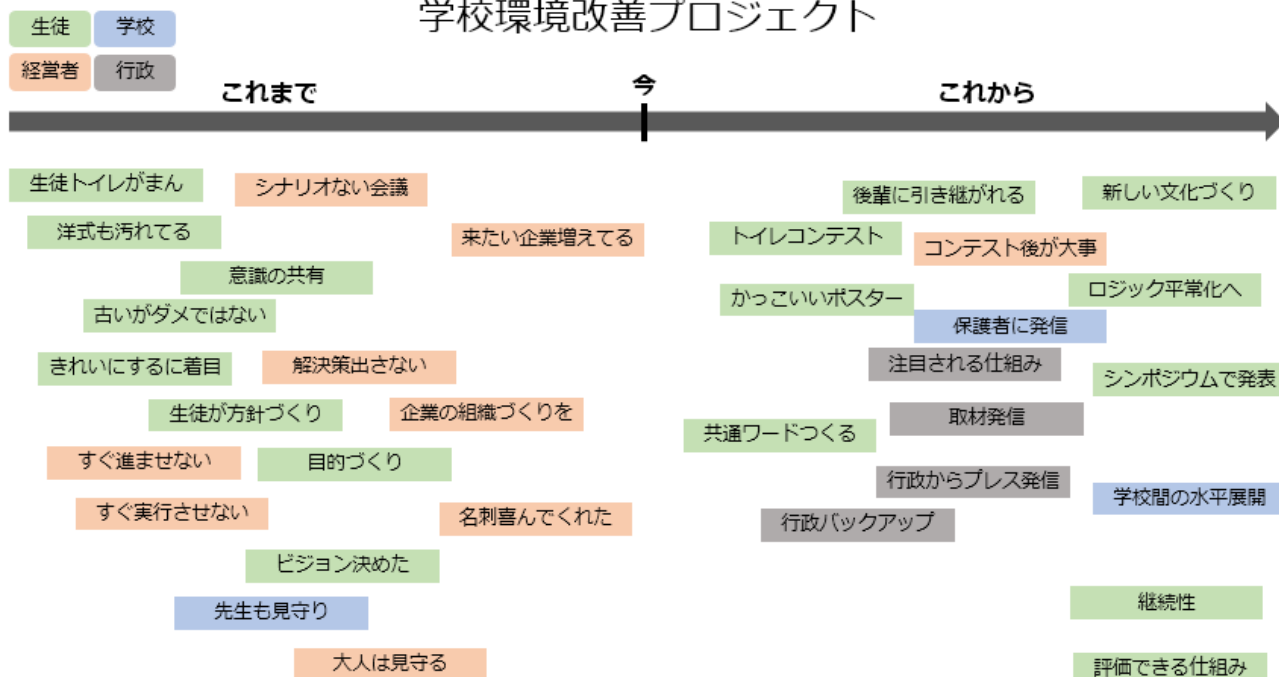 学校環境改善プロジェクト
生徒
学校
経営者
行政
これまで
今
これから
生徒トイレがまん
シナリオない会議
後輩に引き継がれる
新しい文化づくり
洋式も汚れてる
来たい企業増えてる
トイレコンテスト
コンテスト後が大事
意識の共有
かっこいいポスター
ロジック平常化へ
古いがダメではない
保護者に発信
きれいにするに着目
解決策出さない
注目される仕組み
シンポジウムで発表
生徒が方針づくり
企業の組織づくりを
取材発信
共通ワードつくる
すぐ進ませない
目的づくり
行政からプレス発信
学校間の水平展開
すぐ実行させない
名刺喜んでくれた
行政バックアップ
ビジョン決めた
先生も見守り
継続性
大人は見守る
評価できる仕組み